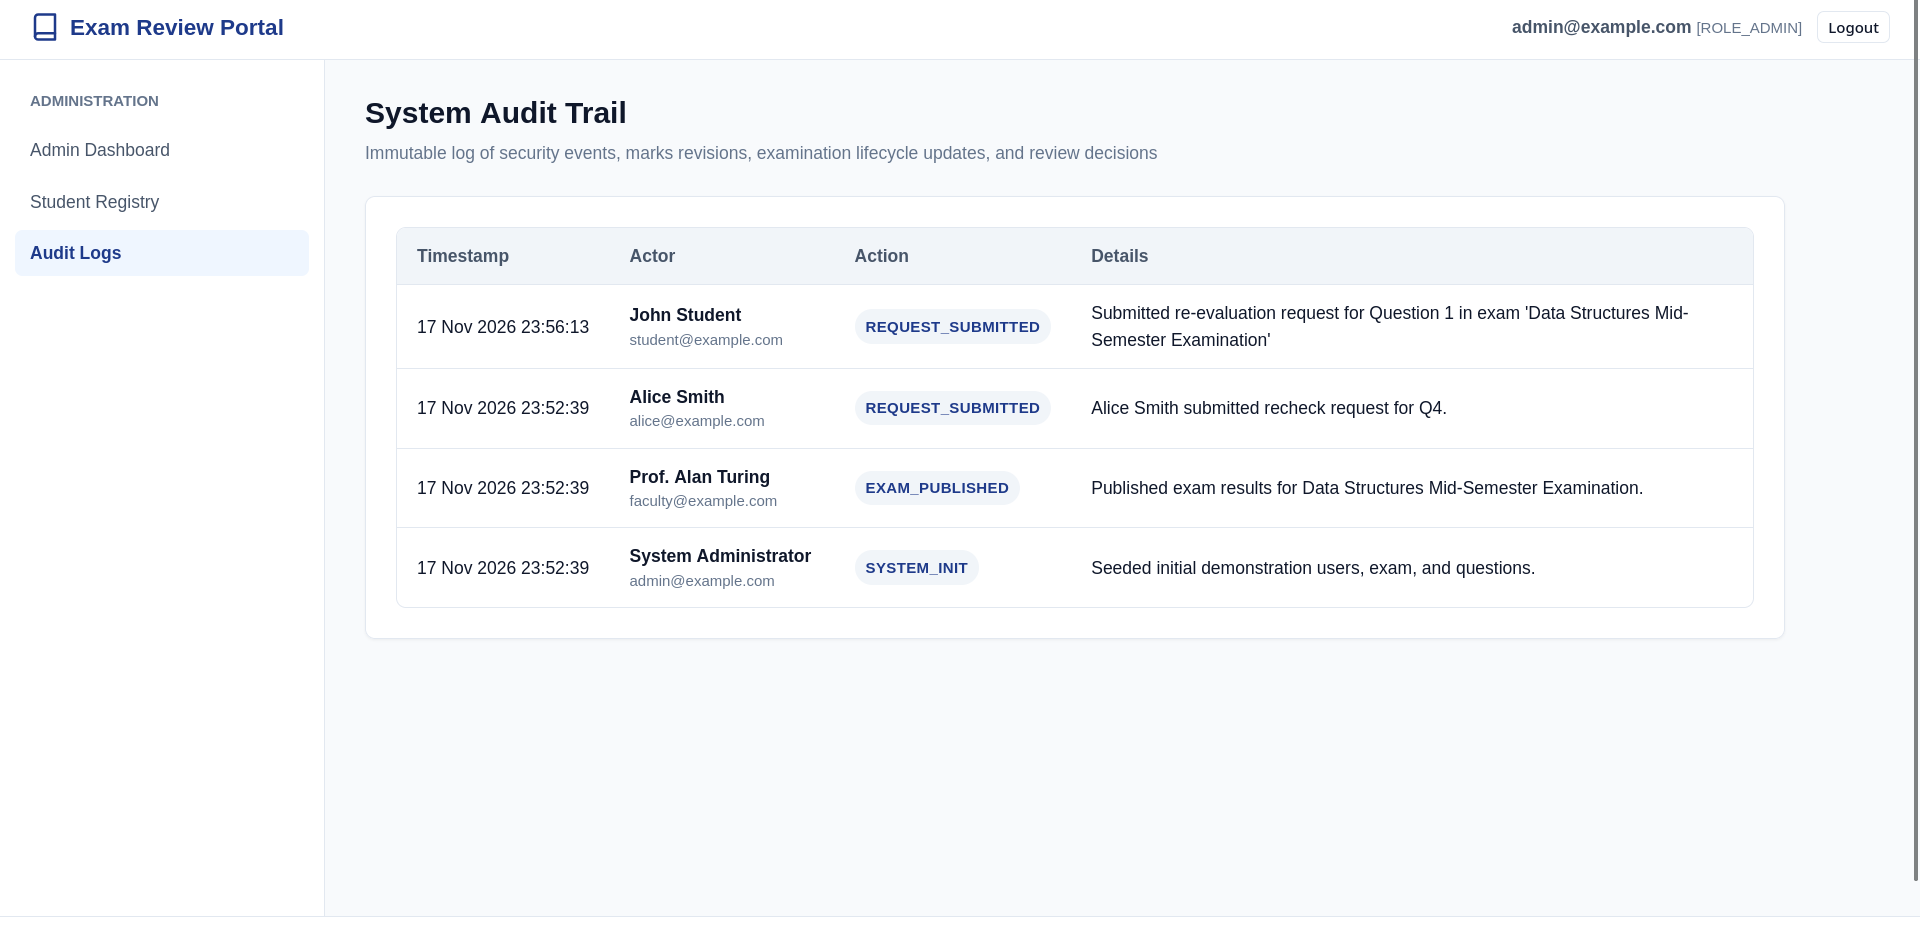 Exam Review Portal
admin@example.com [ROLE_ADMIN]
Logout
ADMINISTRATION
Admin Dashboard
Student Registry
Audit Logs
System Audit Trail
Immutable log of security events, marks revisions, examination lifecycle updates, and review decisions
Timestamp Actor Action Details
17 Nov 2026 23:56:13
John Student
student@example.com
REQUEST_SUBMITTED
Submitted re-evaluation request for Question 1 in exam 'Data Structures Mid-
Semester Examination'
17 Nov 2026 23:52:39
Alice Smith
alice@example.com
REQUEST_SUBMITTED
Alice Smith submitted recheck request for Q4.
17 Nov 2026 23:52:39
Prof. Alan Turing
faculty@example.com
EXAM_PUBLISHED
Published exam results for Data Structures Mid-Semester Examination.
17 Nov 2026 23:52:39
System Administrator
admin@example.com
SYSTEM_INIT
Seeded initial demonstration users, exam, and questions.